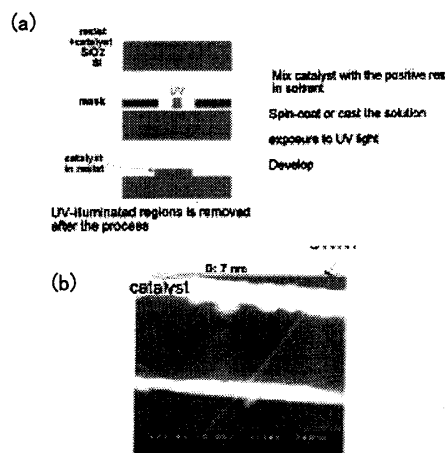 (a)
resist
+catalyst
SiO2
Si
UV
mask
catalyst
in resist
Mix catalyst with the positive res
in solvent
Spin-coat or cast the solution
exposure to UV light
Develop
UV-illuminated regions is removed
after the process
(b)
D: 7 nm
catalyst